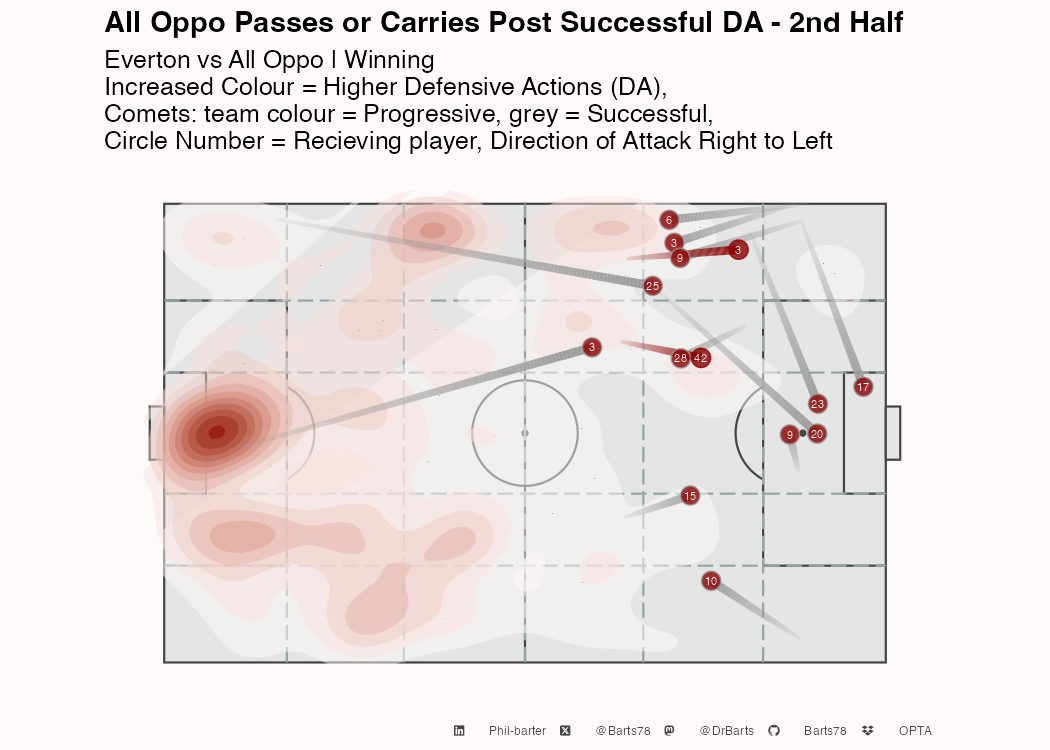 All Oppo Passes or Carries Post Successful DA - 2nd Half
Everton vs All Oppo | Winning
Increased Colour = Higher Defensive Actions (DA),
Comets: team colour = Progressive, grey = Successful,
Circle Number = Recieving player, Direction of Attack Right to Left
6
3
9
3
25
3
28 42
17
23
9 20
15
10
Phil-barter @Barts78 @DrBarts Barts78 OPTA